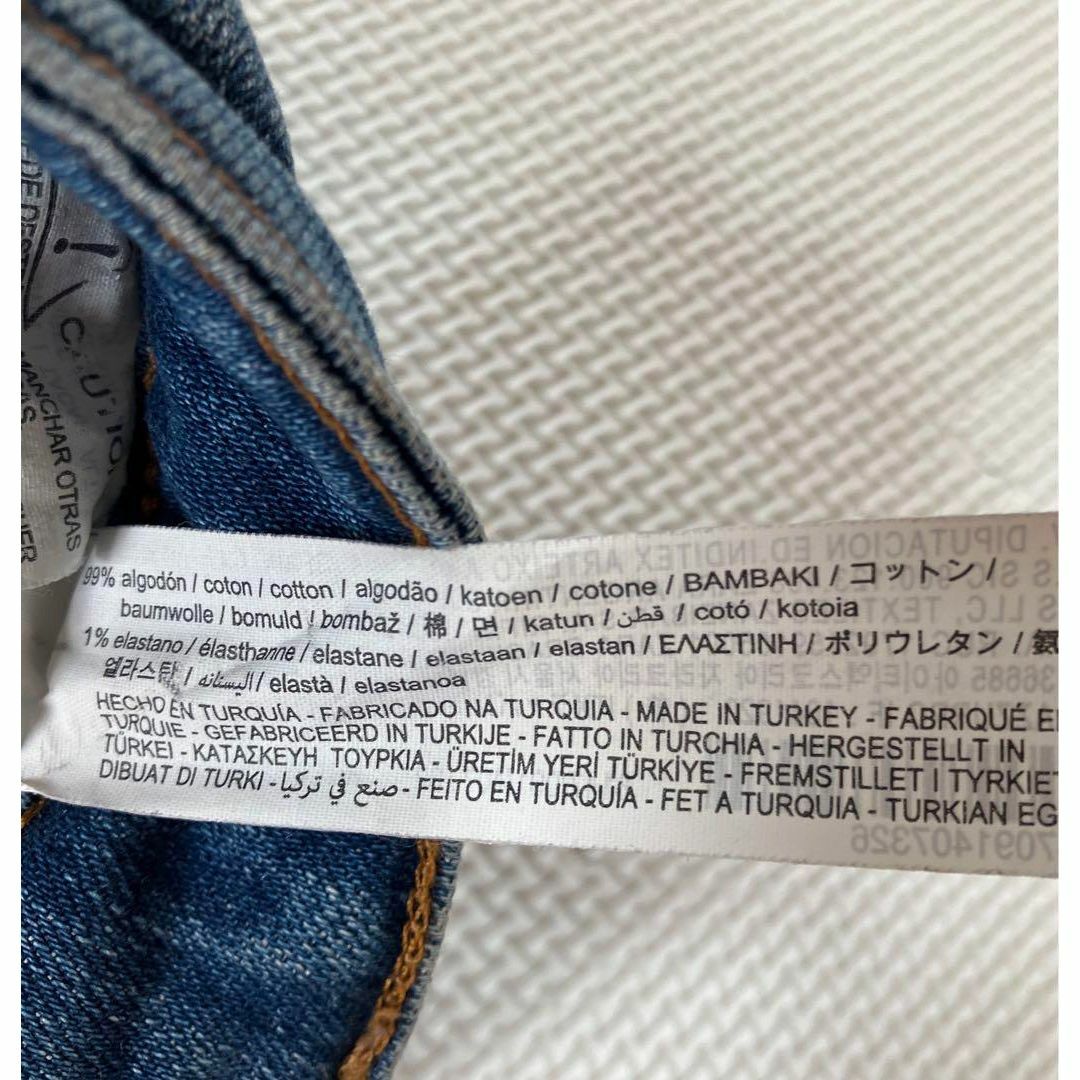 99% algodón / coton / cotton / algodão / katoen / cotone / BAMBAKI / コットン /
baumwolle / bomuld / bombaž / 棉 / 면 / katun / قطن / cotó / kotoia
1% elastano / élasthanne / elastane / elastaan / elastan / ΕΛΑΣΤΙΝΗ / ポリウレタン / 氨
엘라스탄 / اليستانه / elastà / elastanoa
HECHO EN TURQUÍA - FABRICADO NA TURQUIA - MADE IN TURKEY - FABRIQUÉ E
TURQUIE - GEFABRICEERD IN TURKIJE - FATTO IN TURCHIA - HERGESTELLT IN
TÜRKEI - ΚΑΤΑΣΚΕΥΗ ΤΟΥΡΚΙΑ - ÜRETİM YERİ TÜRKİYE - FREMSTILLET I TYRKIE
DIBUAT DI TURKI - صنع في تركيا - FEITO EN TURQUÍA - FET A TURQUIA - TURKIAN EG
MANCHAR OTRAS
7091407326